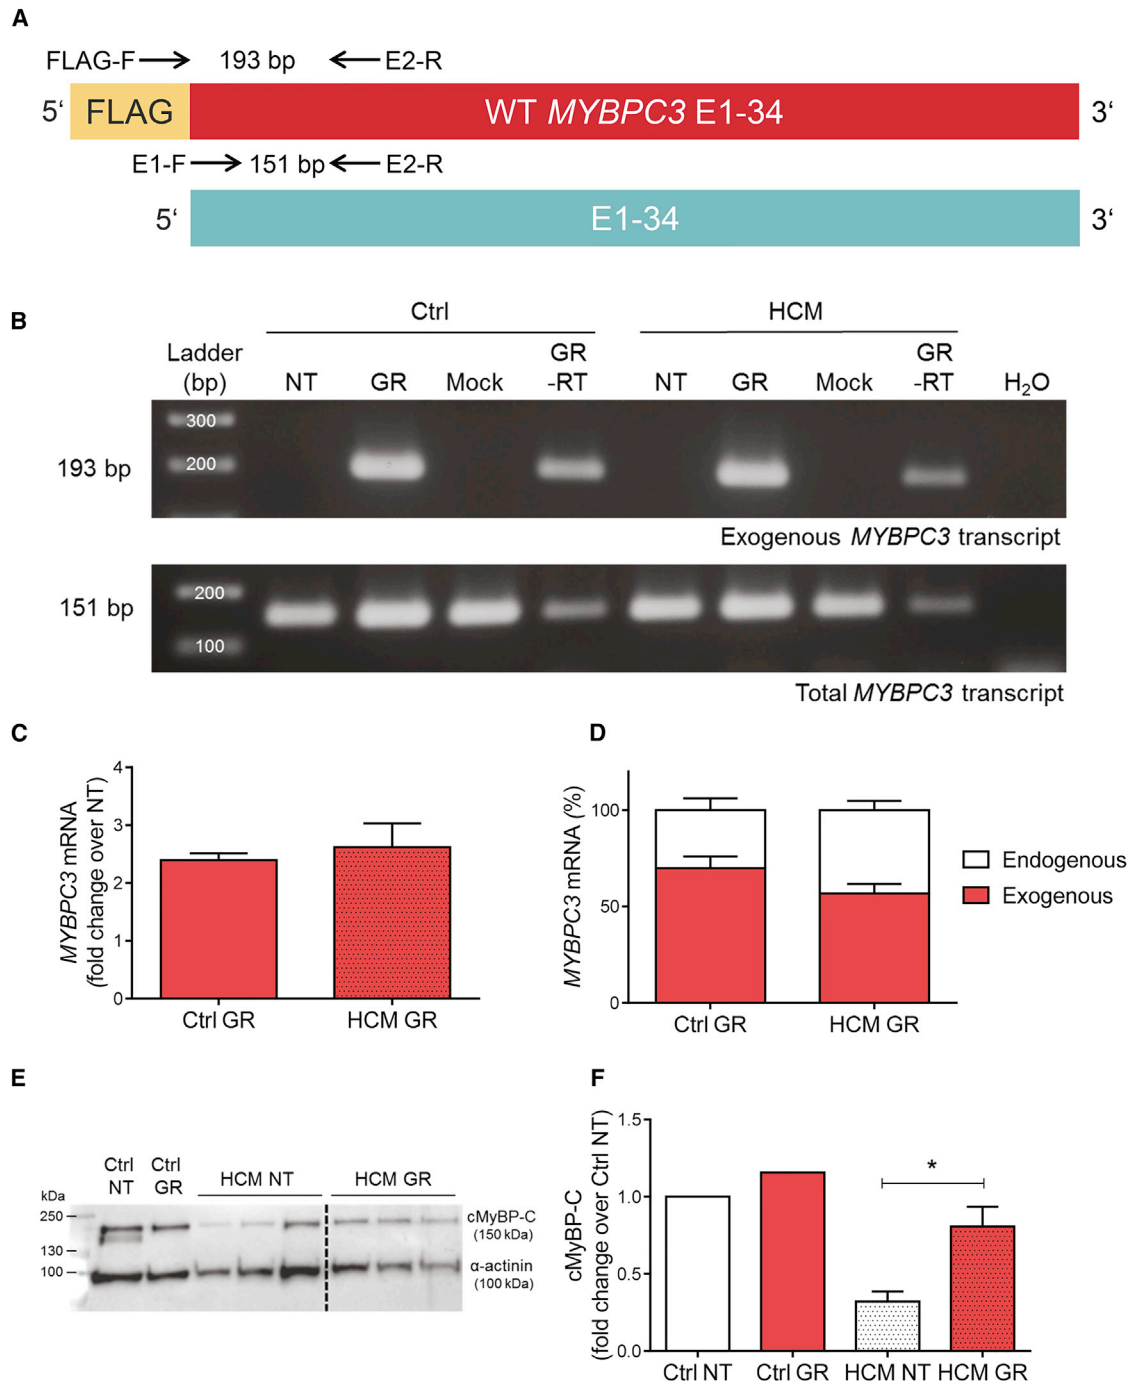 A
FLAG-F 193 bp E2-R
5‘ FLAG WT MYBPC3 E1-34 3‘
E1-F 151 bp E2-R
5‘ E1-34 3‘
B
Ctrl HCM
Ladder (bp) NT GR Mock GR -RT NT GR Mock GR -RT H₂O
300
193 bp 200
Exogenous MYBPC3 transcript
200
151 bp
100
Total MYBPC3 transcript
C
MYBPC3 mRNA
(fold change over NT)
4
3
2
1
0
Ctrl GR HCM GR
D
MYBPC3 mRNA (%)
100
50
0
Ctrl GR HCM GR
Endogenous
Exogenous
E
Ctrl NT Ctrl GR HCM NT HCM GR
kDa
250
130
100
cMyBP-C
(150 kDa)
α-actinin
(100 kDa)
F
cMyBP-C
(fold change over Ctrl NT)
1.5
1.0
0.5
0.0
*
Ctrl NT Ctrl GR HCM NT HCM GR